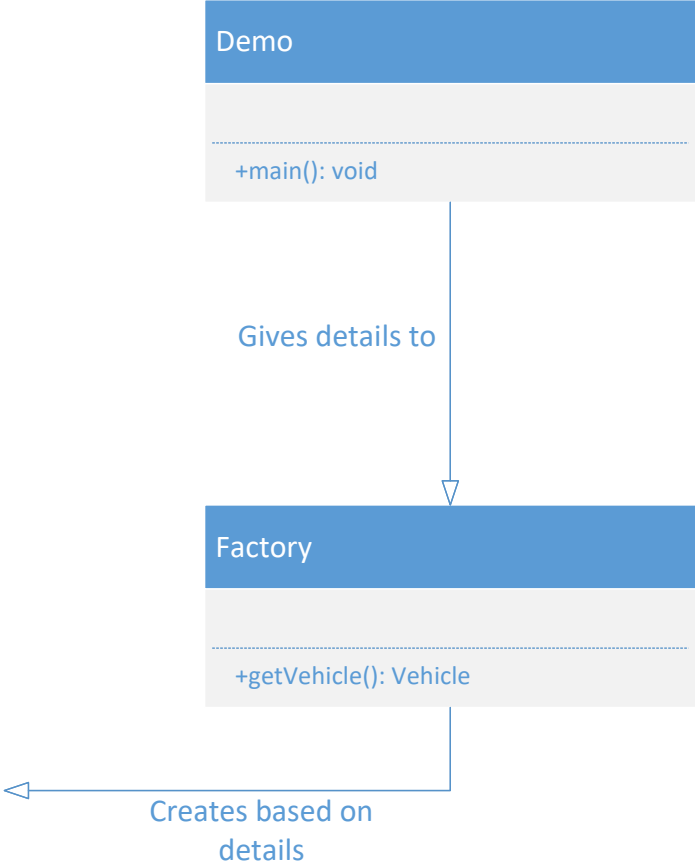 Demo
+main(): void
Gives details to
Factory
+getVehicle(): Vehicle
Creates based on
details